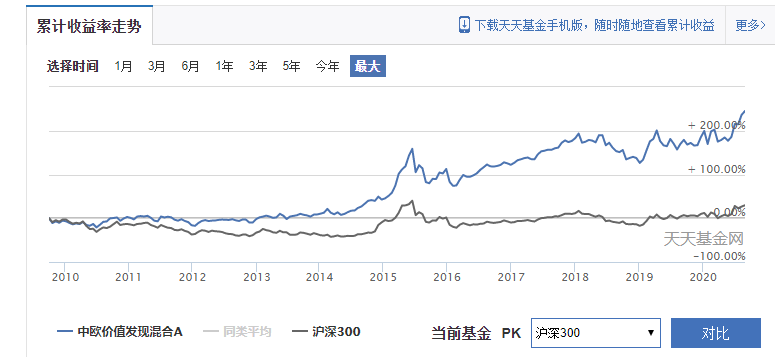 累计收益率走势
下载天天基金手机版，随时随地查看累计收益 更多>
选择时间 1月 3月 6月 1年 3年 5年 今年 最大
+ 200.00%
+ 100.00%
0.00%
天天基金网
-100.00%
2010 2011 2012 2013 2014 2015 2016 2017 2018 2019 2020
中欧价值发现混合A 同类平均 沪深300 当前基金 PK 沪深300 对比